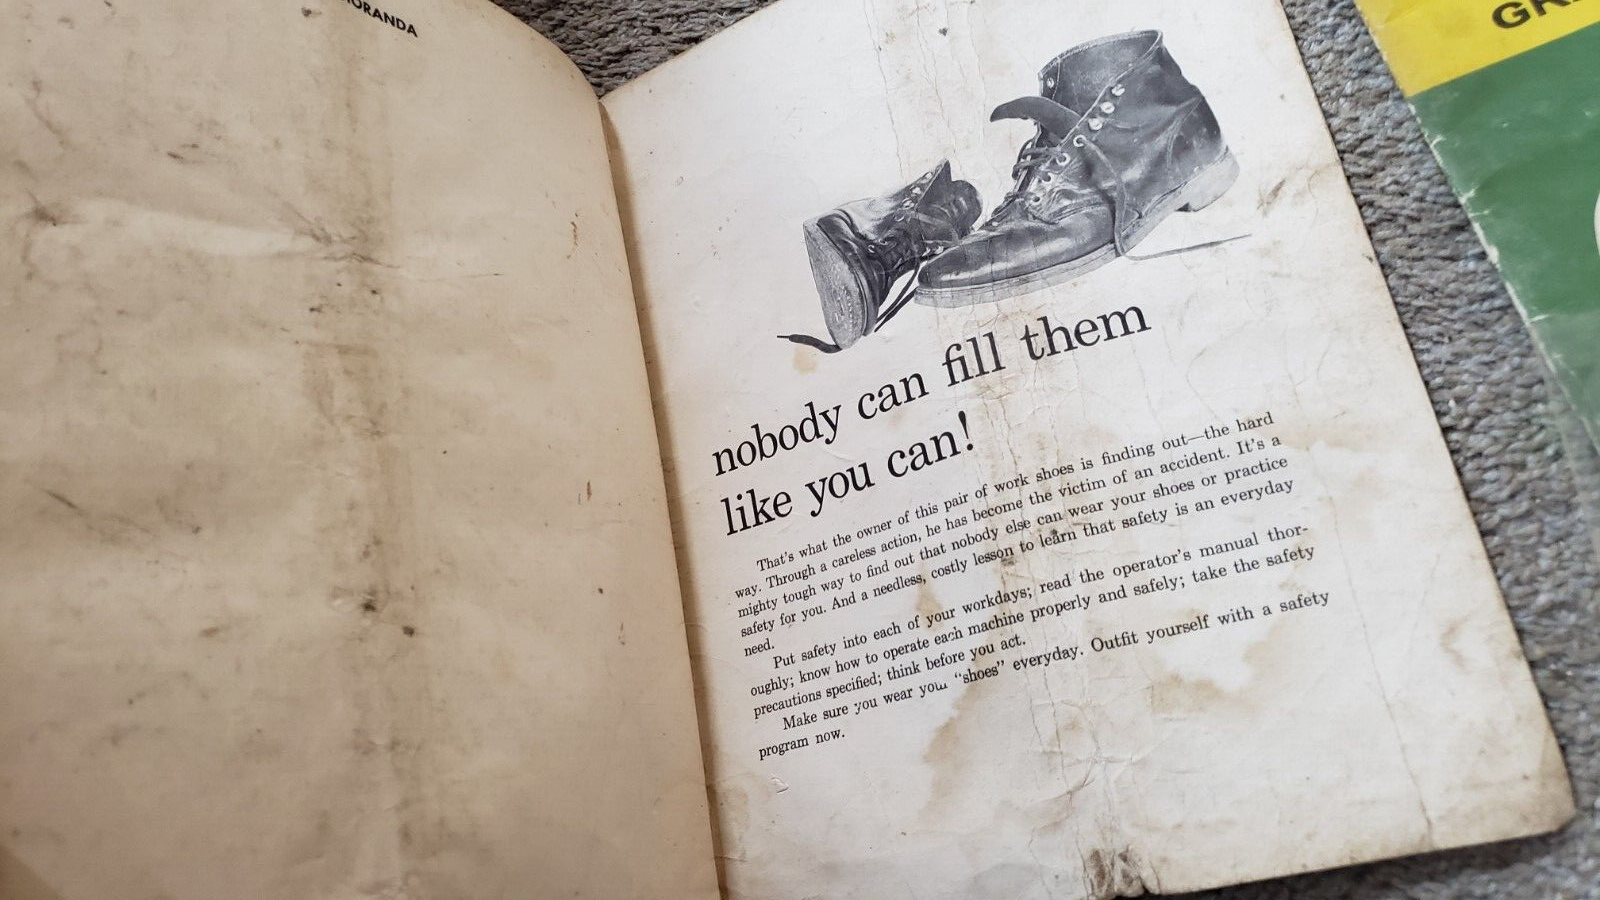 nobody can fill them
like you can!
That's what the owner of this pair of work shoes is finding out—the hard
way. Through a careless action, he has become the victim of an accident. It's a
mighty tough way to find out that nobody else can wear your shoes or practice
safety for you. And a needless, costly lesson to learn that safety is an everyday
need.
Put safety into each of your workdays; read the operator's manual thor-
oughly; know how to operate each machine properly and safely; take the safety
precautions specified; think before you act.
Make sure you wear your “shoes” everyday. Outfit yourself with a safety
program now.